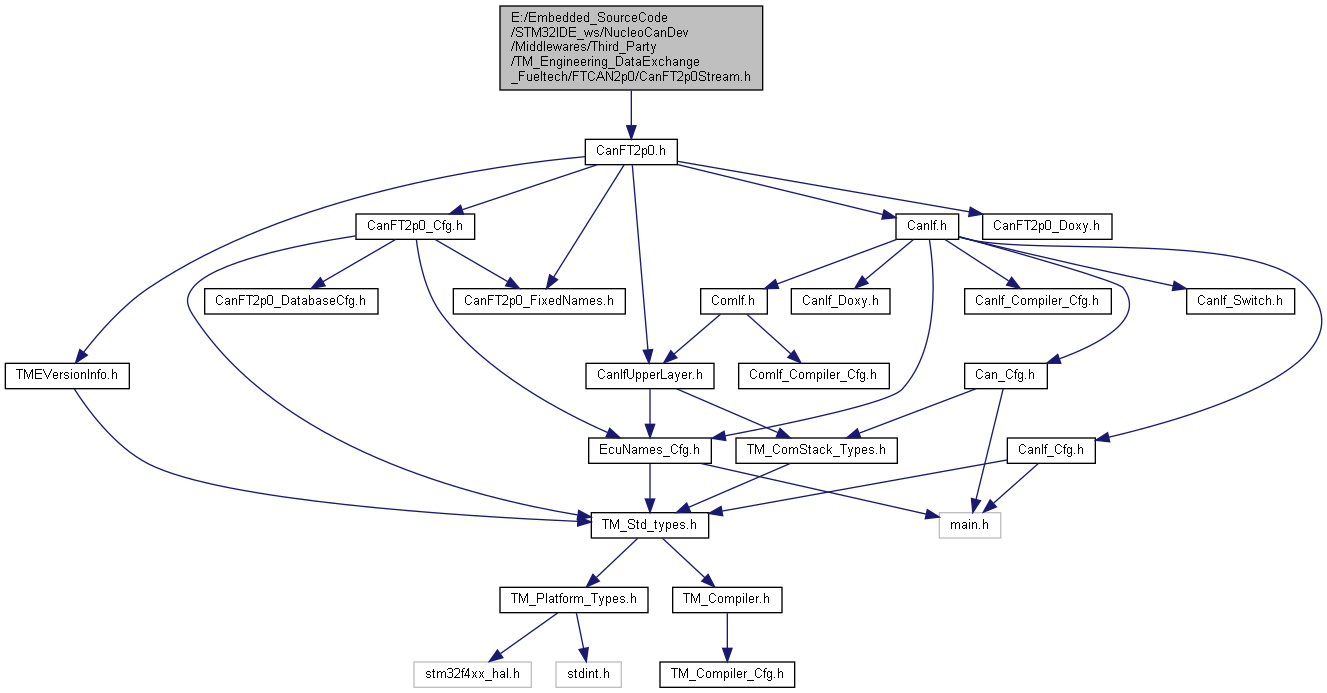 E:/Embedded_SourceCode
/STM32IDE_ws/NucleoCanDev
/Middlewares/Third_Party
/TM_Engineering_DataExchange
_Fueltech/FTCAN2p0/CanFT2p0Stream.h
CanFT2p0.h
CanFT2p0_Cfg.h
CanIf.h
CanFT2p0_Doxy.h
CanFT2p0_DatabaseCfg.h
CanFT2p0_FixedNames.h
ComIf.h
CanIf_Doxy.h
CanIf_Compiler_Cfg.h
CanIf_Switch.h
TMEVersionInfo.h
CanIfUpperLayer.h
ComIf_Compiler_Cfg.h
Can_Cfg.h
EcuNames_Cfg.h
TM_ComStack_Types.h
CanIf_Cfg.h
TM_Std_types.h
main.h
TM_Platform_Types.h
TM_Compiler.h
stm32f4xx_hal.h
stdint.h
TM_Compiler_Cfg.h